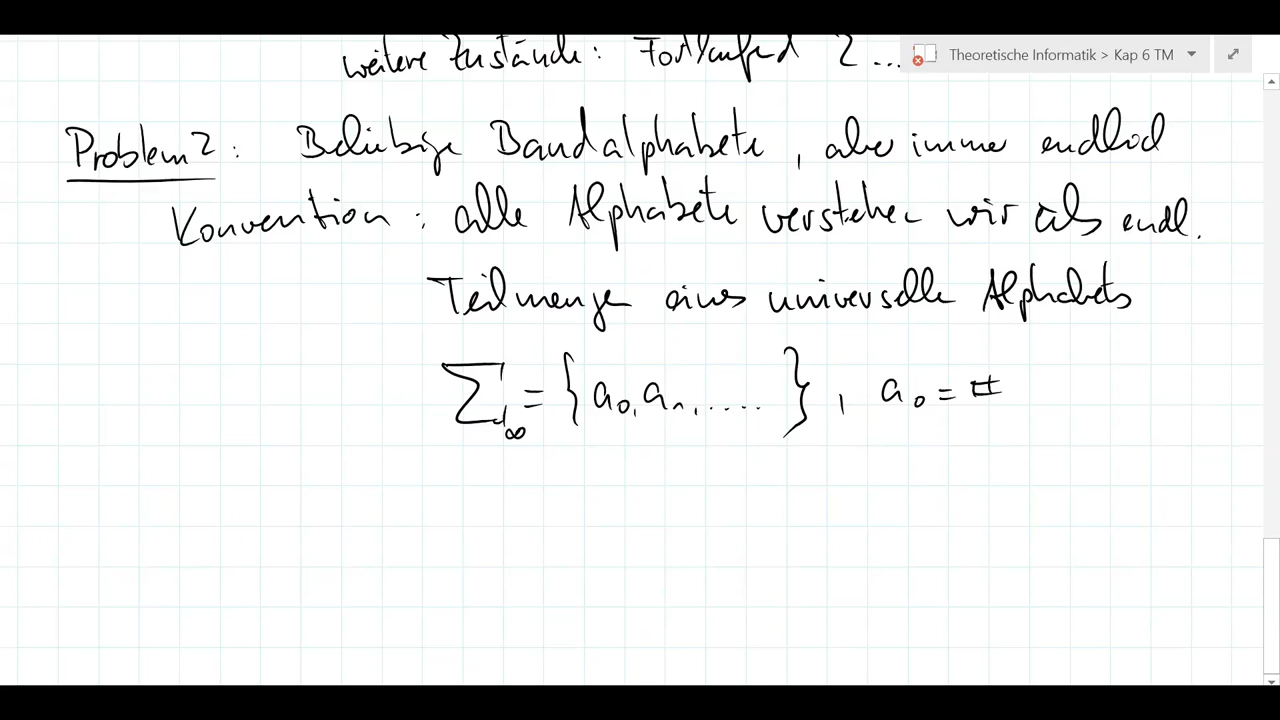 weitere Zustände: Fortlaufend 2 ...
Theoretische Informatik > Kap 6 TM
Problem 2: Beliebige Bandalphabete, aber immer endlich
Konvention: alle Alphabete verstehen wir als endl.
Teilmengen eines universellen Alphabets
Σ∞ = {a₀, a₁, .....}, a₀ = #